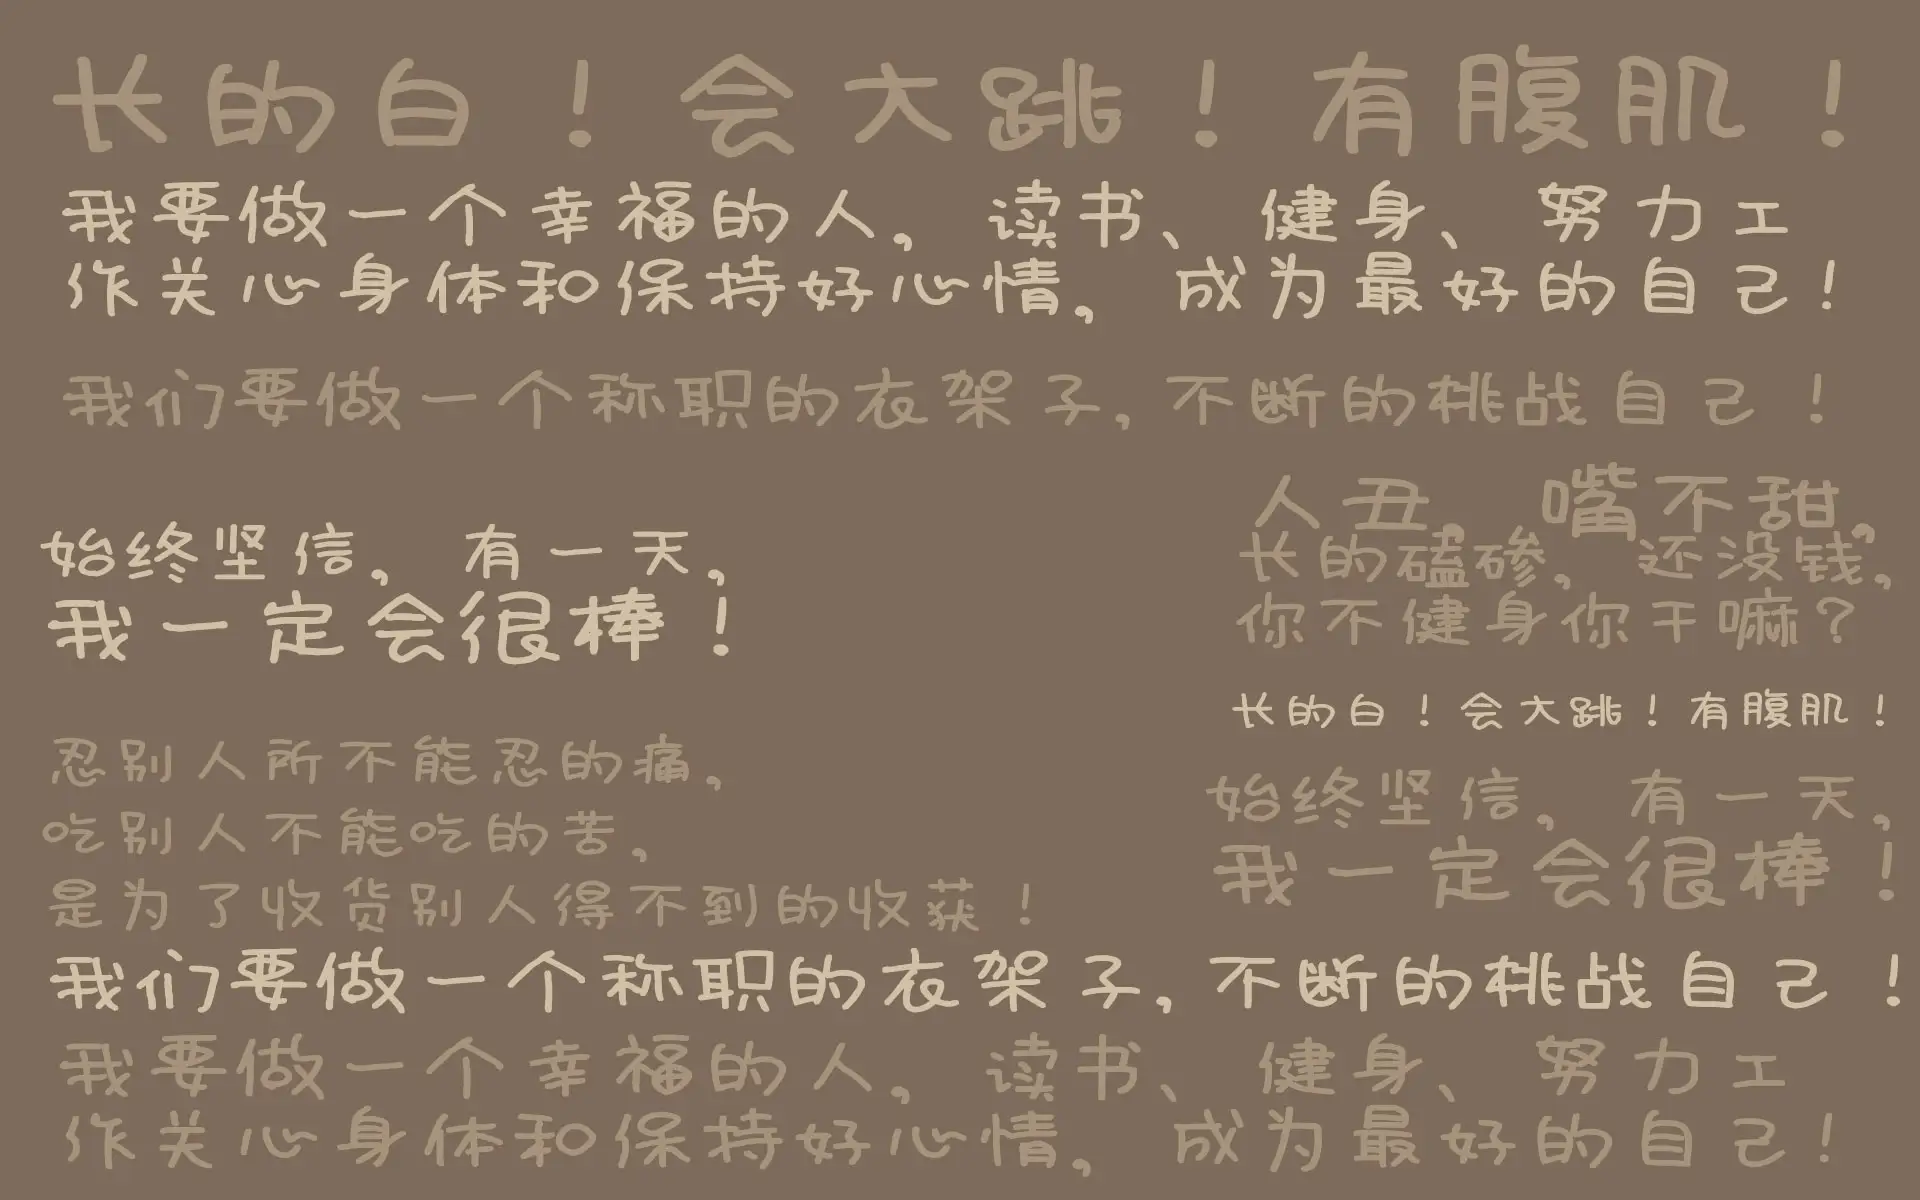 长的白！会大跳！有腹肌！
我要做一个幸福的人，读书、健身、努力工
作关心身体和保持好心情，成为最好的自己！
我们要做一个称职的衣架子，不断的挑战自己！
人丑，嘴不甜，
长的磕碜，还没钱，
你不健身你干嘛？
始终坚信，有一天，
我一定会很棒！
长的白！会大跳！有腹肌！
忍别人所不能忍的痛，
吃别人不能吃的苦，
是为了收货别人得不到的收获！
始终坚信，有一天，
我一定会很棒！
我们要做一个称职的衣架子，不断的挑战自己！
我要做一个幸福的人，读书、健身、努力工
作关心身体和保持好心情，成为最好的自己！